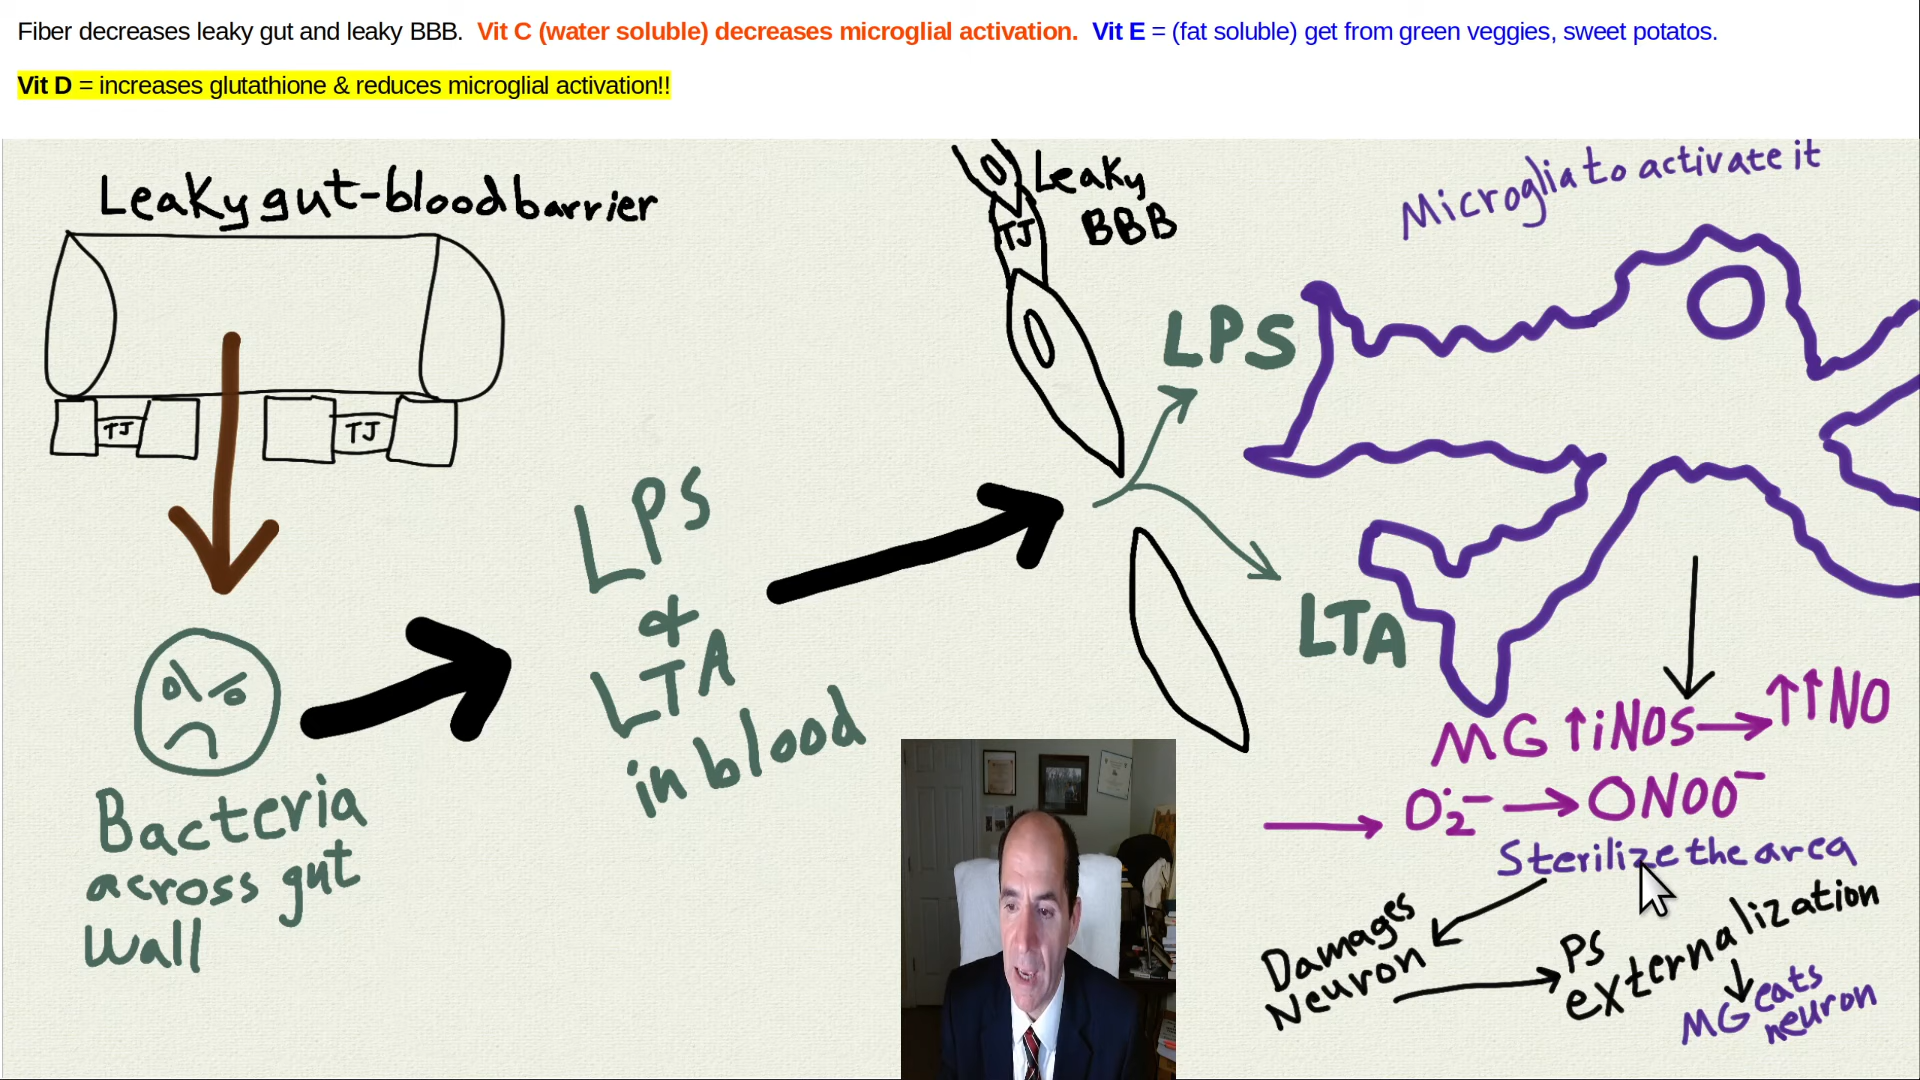 Fiber decreases leaky gut and leaky BBB. Vit C (water soluble) decreases microglial activation. Vit E = (fat soluble) get from green veggies, sweet potatos.
Vit D = increases glutathione & reduces microglial activation!!
Leaky gut-blood barrier
TJ
TJ
Bacteria
across gut
wall
LPS
&
LTA
in blood
Leaky
BBB
TJ
LPS
LTA
Microglia to activate it
MG ↑iNOS→↑↑NO
→ O₂˙⁻ → ONOO⁻
Sterilize the area
Damages
Neuron
→ PS
externalization
MG eats
neuron